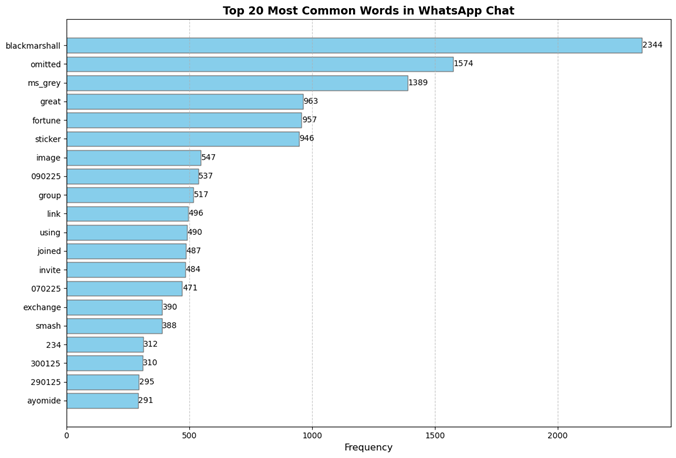 Top 20 Most Common Words in WhatsApp Chat
blackmarshall 2344
omitted 1574
ms_grey 1389
great 963
fortune 957
sticker 946
image 547
090225 537
group 517
link 496
using 490
joined 487
invite 484
070225 471
exchange 390
smash 388
234 312
300125 310
290125 295
ayomide 291
0 500 1000 1500 2000
Frequency